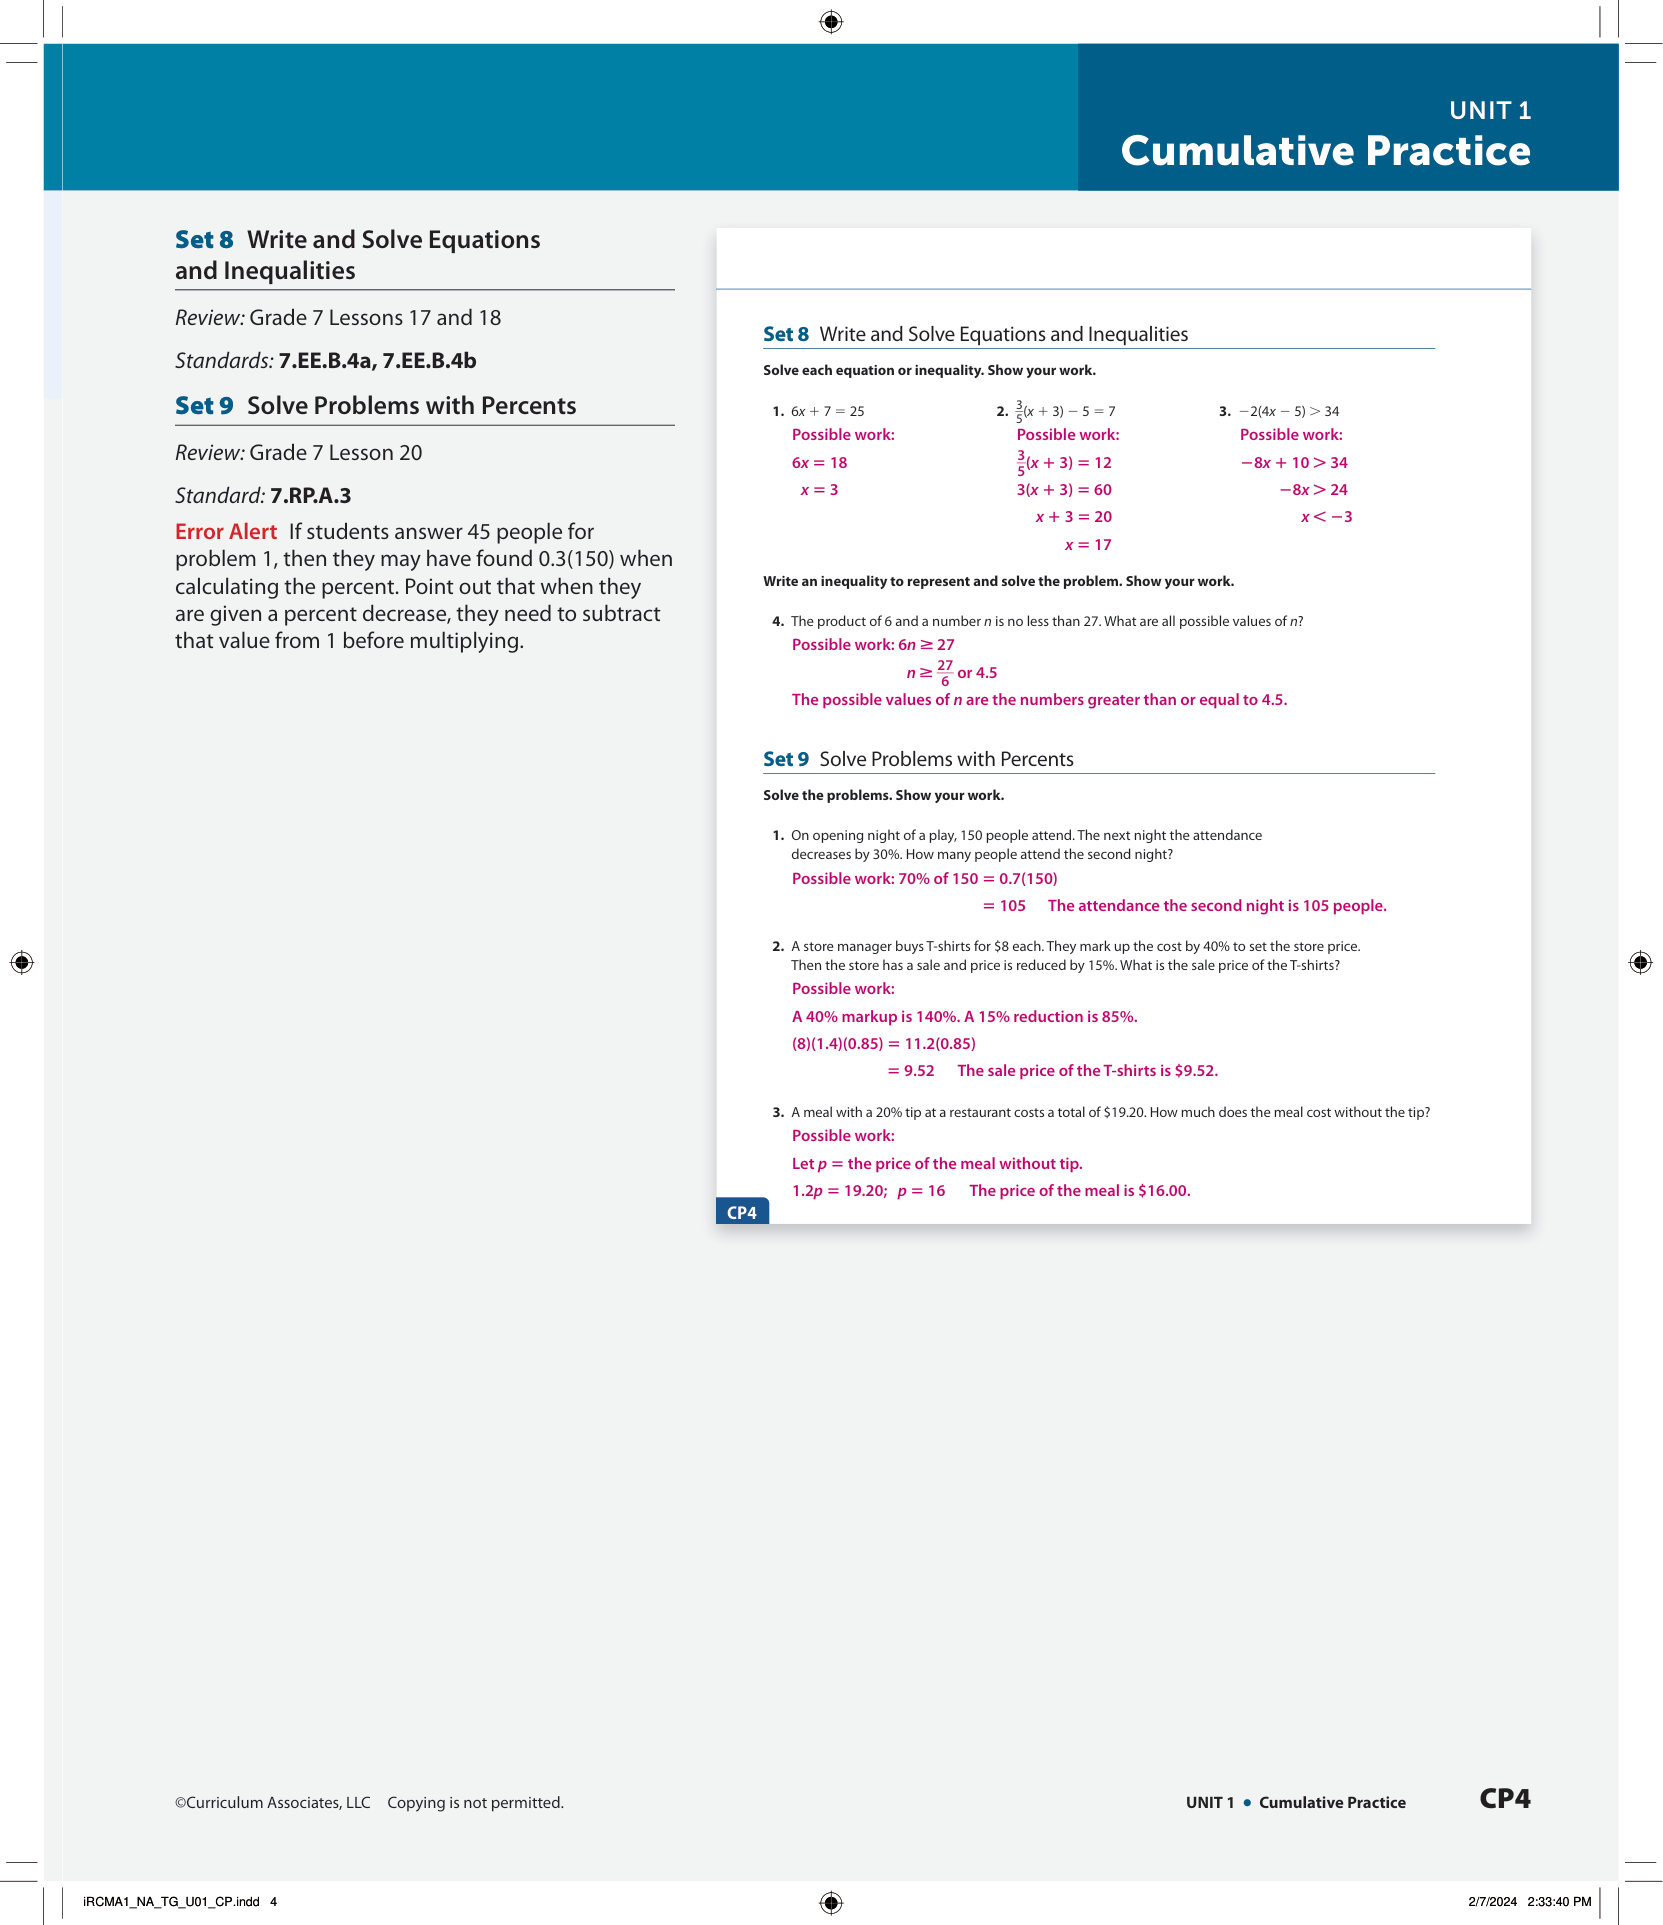 UNIT 1
Cumulative Practice
Set 8 Write and Solve Equations
and Inequalities
Review: Grade 7 Lessons 17 and 18
Standards: 7.EE.B.4a, 7.EE.B.4b
Set 9 Solve Problems with Percents
Review: Grade 7 Lesson 20
Standard: 7.RP.A.3
Error Alert If students answer 45 people for
problem 1, then they may have found 0.3(150) when
calculating the percent. Point out that when they
are given a percent decrease, they need to subtract
that value from 1 before multiplying.
Set 8 Write and Solve Equations and Inequalities
Solve each equation or inequality. Show your work.
1. 6x + 7 = 25
Possible work:
6x = 18
x = 3
2. 3/5(x + 3) − 5 = 7
Possible work:
3/5(x + 3) = 12
3(x + 3) = 60
x + 3 = 20
x = 17
3. −2(4x − 5) > 34
Possible work:
−8x + 10 > 34
−8x > 24
x < −3
Write an inequality to represent and solve the problem. Show your work.
4. The product of 6 and a number n is no less than 27. What are all possible values of n?
Possible work: 6n ≥ 27
n ≥ 27/6 or 4.5
The possible values of n are the numbers greater than or equal to 4.5.
Set 9 Solve Problems with Percents
Solve the problems. Show your work.
1. On opening night of a play, 150 people attend. The next night the attendance
decreases by 30%. How many people attend the second night?
Possible work: 70% of 150 = 0.7(150)
= 105 The attendance the second night is 105 people.
2. A store manager buys T-shirts for $8 each. They mark up the cost by 40% to set the store price.
Then the store has a sale and price is reduced by 15%. What is the sale price of the T-shirts?
Possible work:
A 40% markup is 140%. A 15% reduction is 85%.
(8)(1.4)(0.85) = 11.2(0.85)
= 9.52 The sale price of the T-shirts is $9.52.
3. A meal with a 20% tip at a restaurant costs a total of $19.20. How much does the meal cost without the tip?
Possible work:
Let p = the price of the meal without tip.
1.2p = 19.20; p = 16 The price of the meal is $16.00.
CP4
©Curriculum Associates, LLC Copying is not permitted.
UNIT 1 • Cumulative Practice CP4
iRCMA1_NA_TG_U01_CP.indd 4
2/7/2024 2:33:40 PM